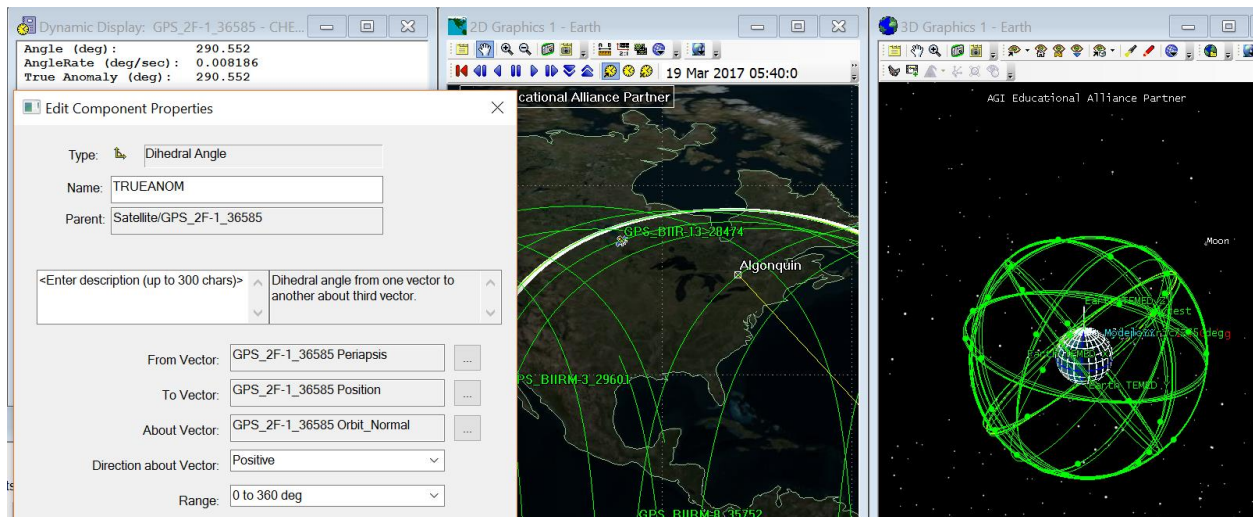 Dynamic Display: GPS_2F-1_36585 - CHE...
Angle (deg): 290.552
AngleRate (deg/sec): 0.008186
True Anomaly (deg): 290.552
Edit Component Properties
Type: Dihedral Angle
Name: TRUEANOM
Parent: Satellite/GPS_2F-1_36585
<Enter description (up to 300 chars)>
Dihedral angle from one vector to
another about third vector.
From Vector: GPS_2F-1_36585 Periapsis ...
To Vector: GPS_2F-1_36585 Position ...
About Vector: GPS_2F-1_36585 Orbit_Normal ...
Direction about Vector: Positive
Range: 0 to 360 deg
2D Graphics 1 - Earth
19 Mar 2017 05:40:0
cational Alliance Partner
GPS_BIIR-13_28474
Algonquin
PS_BIIRM-3_29601
GPS_BIIRM-8_35752
3D Graphics 1 - Earth
AGI Educational Alliance Partner
Moon
Earth TEMED
Earth TEMED